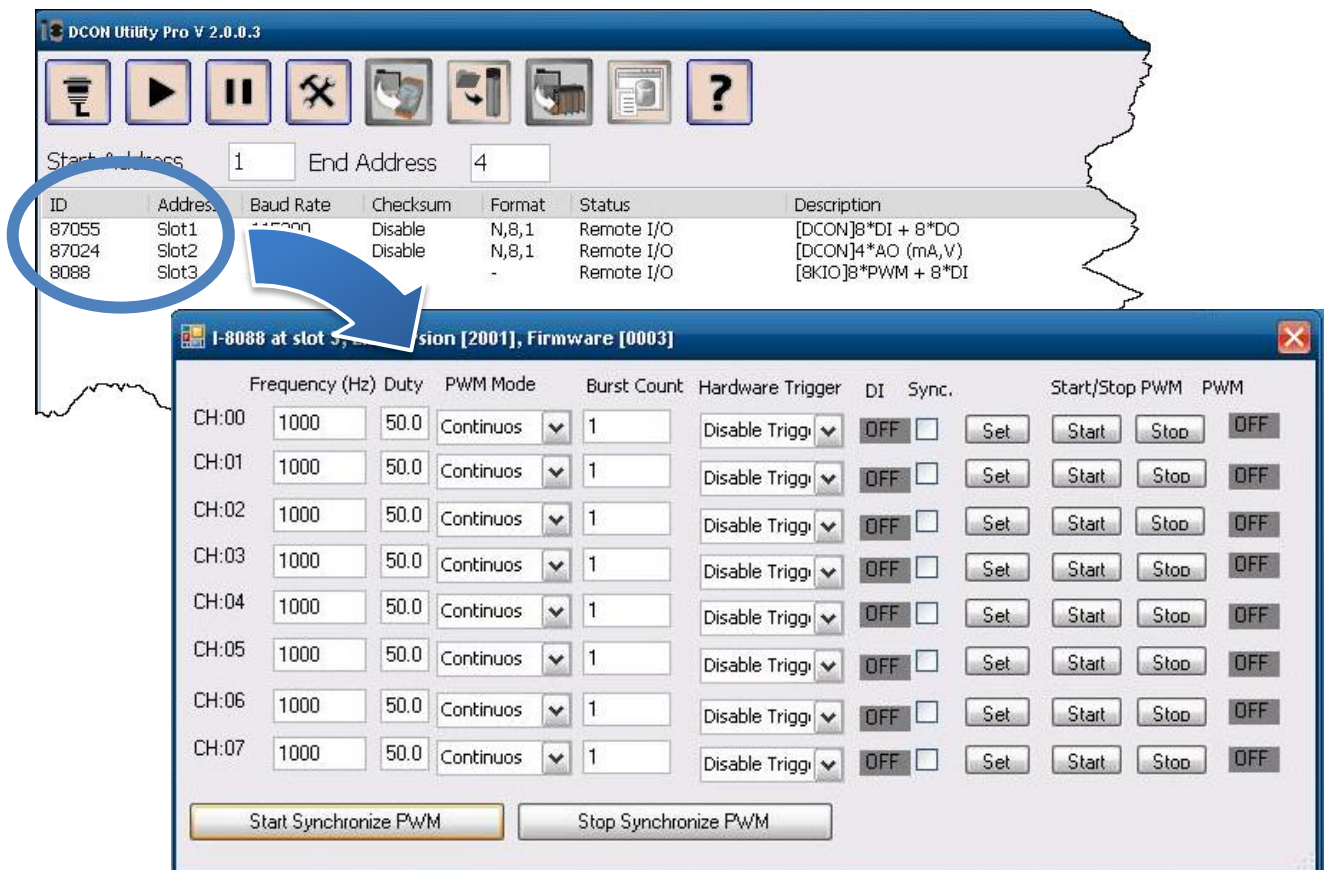 DCON Utility Pro V 2.0.0.3
Start Address 1 End Address 4
ID Address Baud Rate Checksum Format Status Description
87055 Slot1 115200 Disable N,8,1 Remote I/O [DCON]8*DI + 8*DO
87024 Slot2 Disable N,8,1 Remote I/O [DCON]4*AO (mA,V)
8088 Slot3 - Remote I/O [8KIO]8*PWM + 8*DI
I-8088 at slot 3, [2001], Firmware [0003]
Frequency (Hz) Duty PWM Mode Burst Count Hardware Trigger DI Sync. Start/Stop PWM PWM
CH:00 1000 50.0 Continuos 1 Disable Trigg OFF Set Start Stop OFF
CH:01 1000 50.0 Continuos 1 Disable Trigg OFF Set Start Stop OFF
CH:02 1000 50.0 Continuos 1 Disable Trigg OFF Set Start Stop OFF
CH:03 1000 50.0 Continuos 1 Disable Trigg OFF Set Start Stop OFF
CH:04 1000 50.0 Continuos 1 Disable Trigg OFF Set Start Stop OFF
CH:05 1000 50.0 Continuos 1 Disable Trigg OFF Set Start Stop OFF
CH:06 1000 50.0 Continuos 1 Disable Trigg OFF Set Start Stop OFF
CH:07 1000 50.0 Continuos 1 Disable Trigg OFF Set Start Stop OFF
Start Synchronize PWM Stop Synchronize PWM